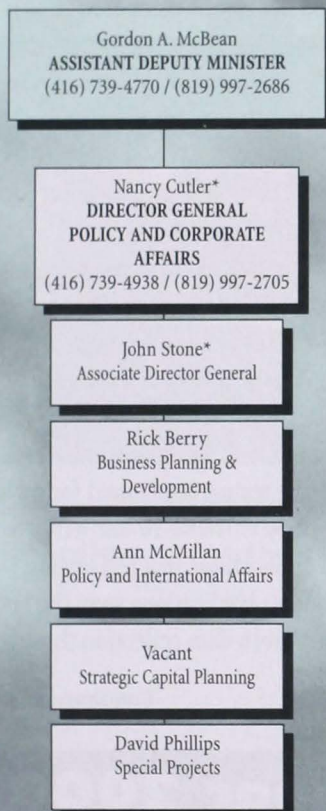 Gordon A. McBean
ASSISTANT DEPUTY MINISTER
(416) 739-4770 / (819) 997-2686
Nancy Cutler*
DIRECTOR GENERAL
POLICY AND CORPORATE
AFFAIRS
(416) 739-4938 / (819) 997-2705
John Stone*
Associate Director General
Rick Berry
Business Planning &
Development
Ann McMillan
Policy and International Affairs
Vacant
Strategic Capital Planning
David Phillips
Special Projects